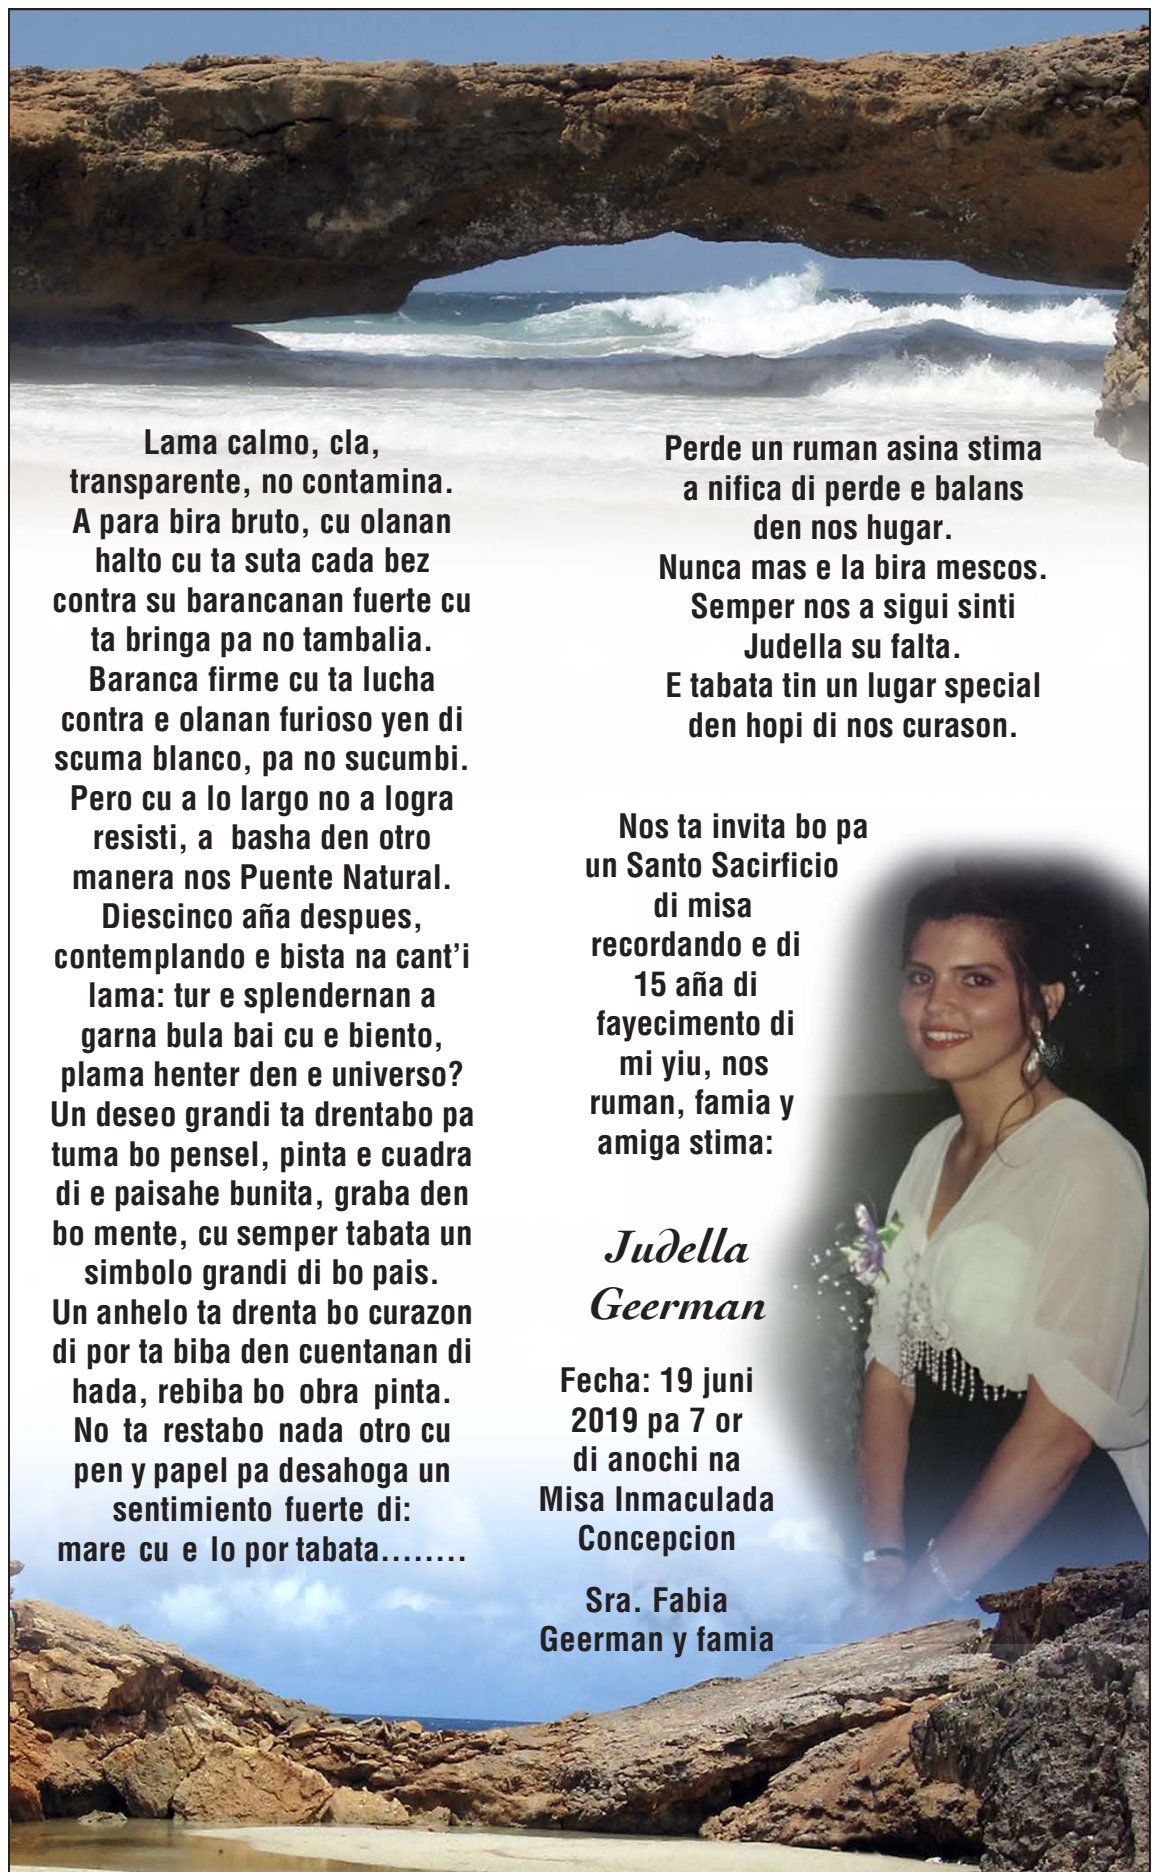 Lama calmo, cla,
transparente, no contamina.
A para bira bruto, cu olanan
halto cu ta suta cada bez
contra su barancanan fuerte cu
ta bringa pa no tambalia.
Baranca firme cu ta lucha
contra e olanan furioso yen di
scuma blanco, pa no sucumbi.
Pero cu a lo largo no a logra
resisti, a basha den otro
manera nos Puente Natural.
Diescinco aña despues,
contemplando e bista na cant'i
lama: tur e splendernan a
garna bula bai cu e biento,
plama henter den e universo?
Un deseo grandi ta drentabo pa
tuma bo pensel, pinta e cuadra
di e paisahe bunita, graba den
bo mente, cu semper tabata un
simbolo grandi di bo pais.
Un anhelo ta drenta bo curazon
di por ta biba den cuentanan di
hada, rebiba bo obra pinta.
No ta restabo nada otro cu
pen y papel pa desahoga un
sentimiento fuerte di:
mare cu e lo por tabata........
Perde un ruman asina stima
a nifica di perde e balans
den nos hugar.
Nunca mas e la bira mescos.
Semper nos a sigui sinti
Judella su falta.
E tabata tin un lugar special
den hopi di nos curason.
Nos ta invita bo pa
un Santo Sacirficio
di misa
recordando e di
15 aña di
fayecimento di
mi yiu, nos
ruman, famia y
amiga stima:
Judella
Geerman
Fecha: 19 juni
2019 pa 7 or
di anochi na
Misa Inmaculada
Concepcion
Sra. Fabia
Geerman y famia